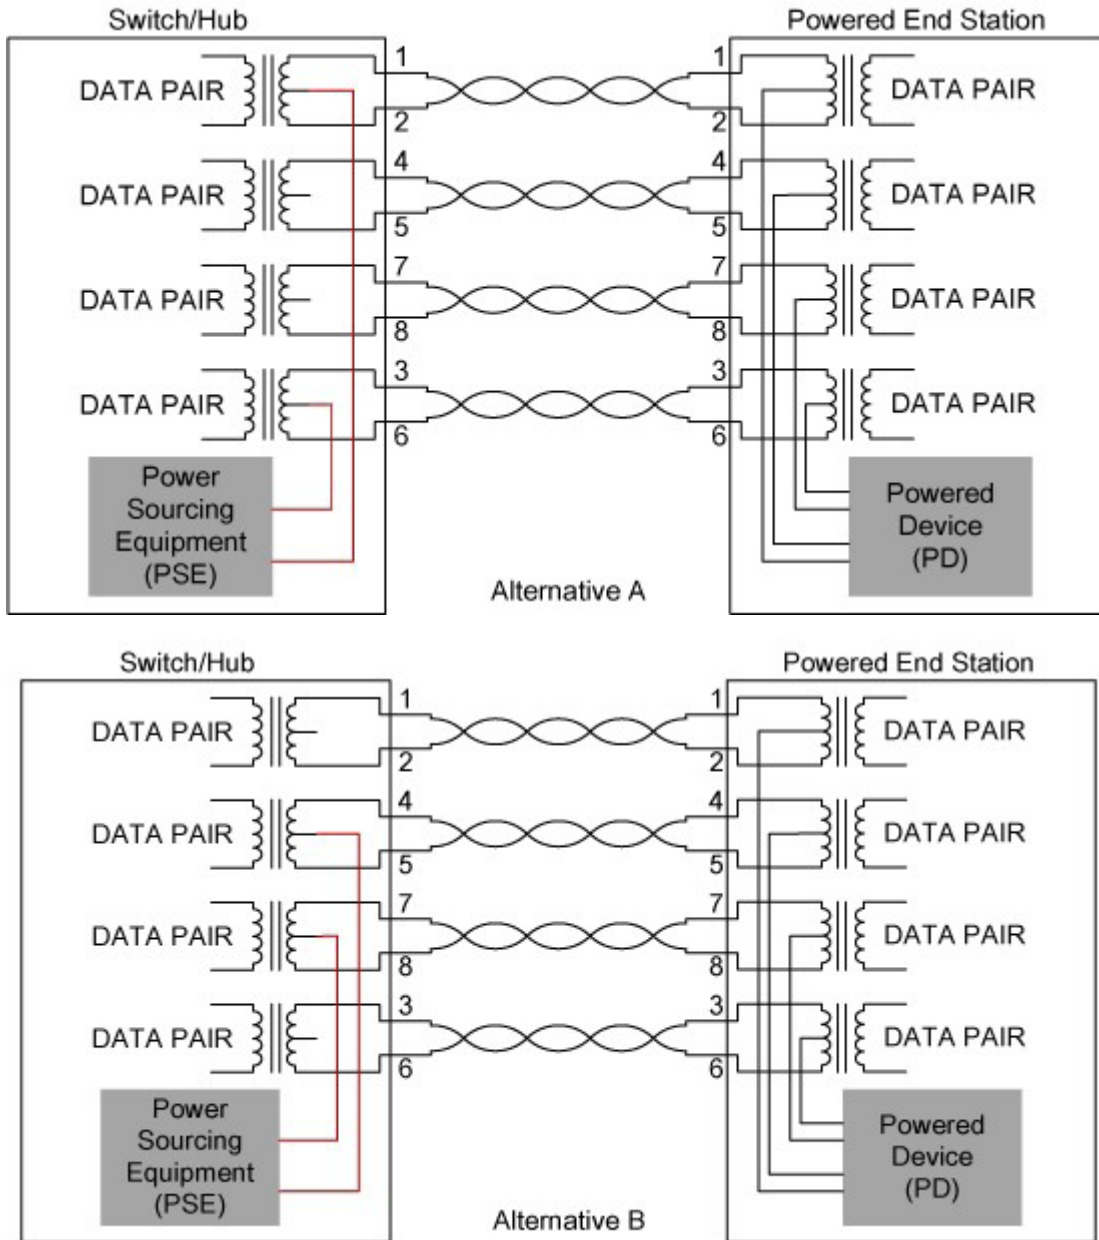 Switch/Hub
Powered End Station
DATA PAIR
1
2
1
2
DATA PAIR
DATA PAIR
4
5
4
5
DATA PAIR
DATA PAIR
7
8
7
8
DATA PAIR
DATA PAIR
3
6
3
6
DATA PAIR
Power
Sourcing
Equipment
(PSE)
Powered
Device
(PD)
Alternative A
Switch/Hub
Powered End Station
DATA PAIR
1
2
1
2
DATA PAIR
DATA PAIR
4
5
4
5
DATA PAIR
DATA PAIR
7
8
7
8
DATA PAIR
DATA PAIR
3
6
3
6
DATA PAIR
Power
Sourcing
Equipment
(PSE)
Powered
Device
(PD)
Alternative B